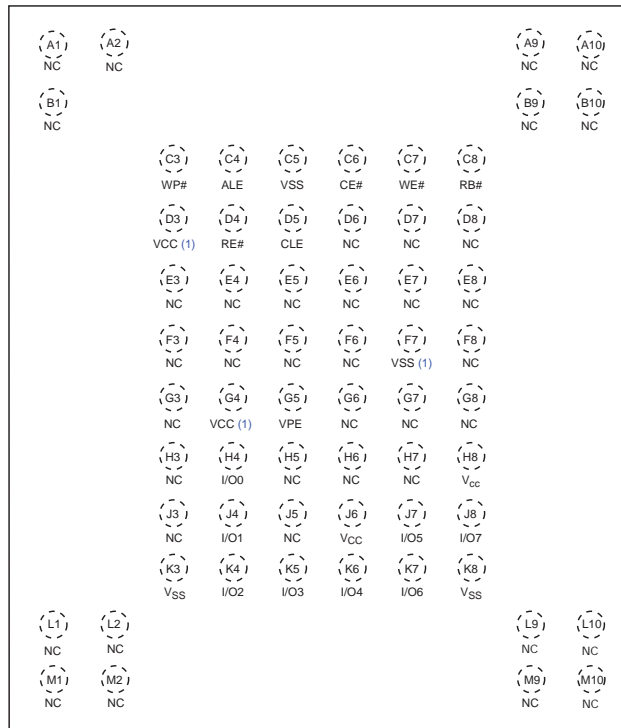 A1 A2 A9 A10
NC NC NC NC
B1 B9 B10
NC NC NC
C3 C4 C5 C6 C7 C8
WP# ALE VSS CE# WE# RB#
D3 D4 D5 D6 D7 D8
VCC (1) RE# CLE NC NC NC
E3 E4 E5 E6 E7 E8
NC NC NC NC NC NC
F3 F4 F5 F6 F7 F8
NC NC NC NC VSS (1) NC
G3 G4 G5 G6 G7 G8
NC VCC (1) VPE NC NC NC
H3 H4 H5 H6 H7 H8
NC I/O0 NC NC NC Vcc
J3 J4 J5 J6 J7 J8
NC I/O1 NC VCC I/O5 I/O7
K3 K4 K5 K6 K7 K8
VSS I/O2 I/O3 I/O4 I/O6 VSS
L1 L2 L9 L10
NC NC NC NC
M1 M2 M9 M10
NC NC NC NC